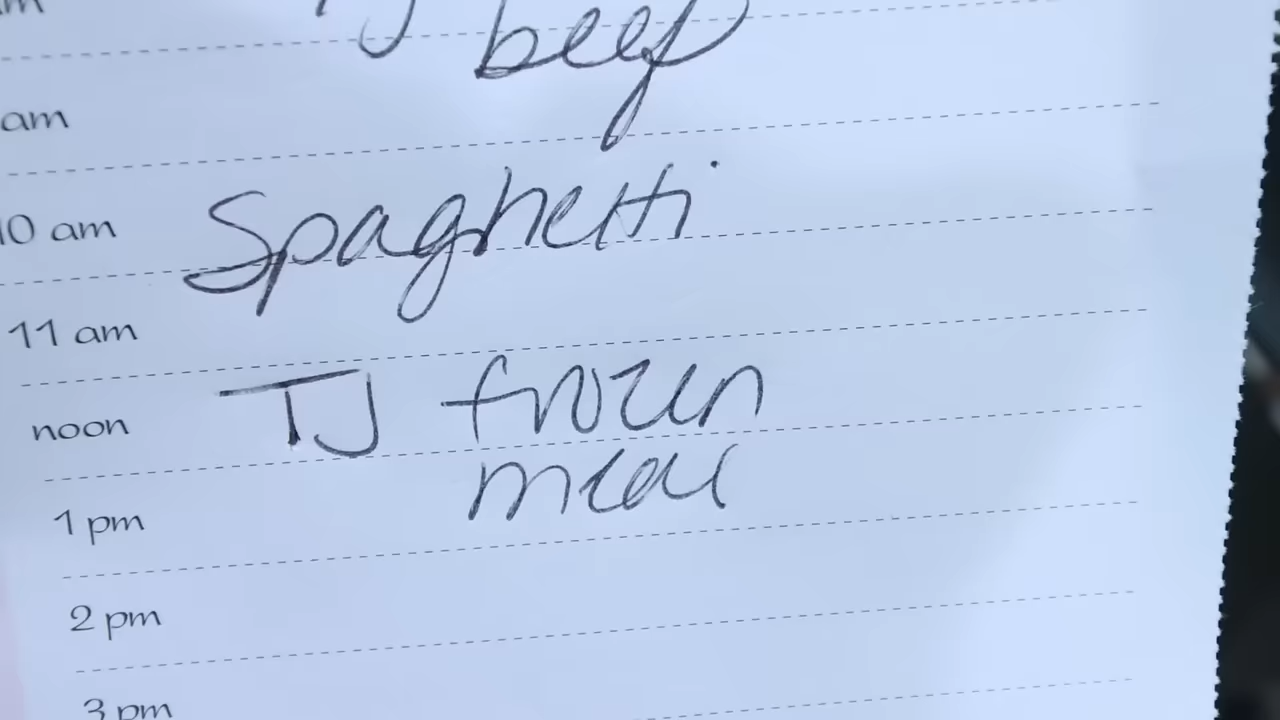 beef
am
10 am Spaghetti
11 am
noon TJ frozen
meal
1 pm
2 pm
3 pm